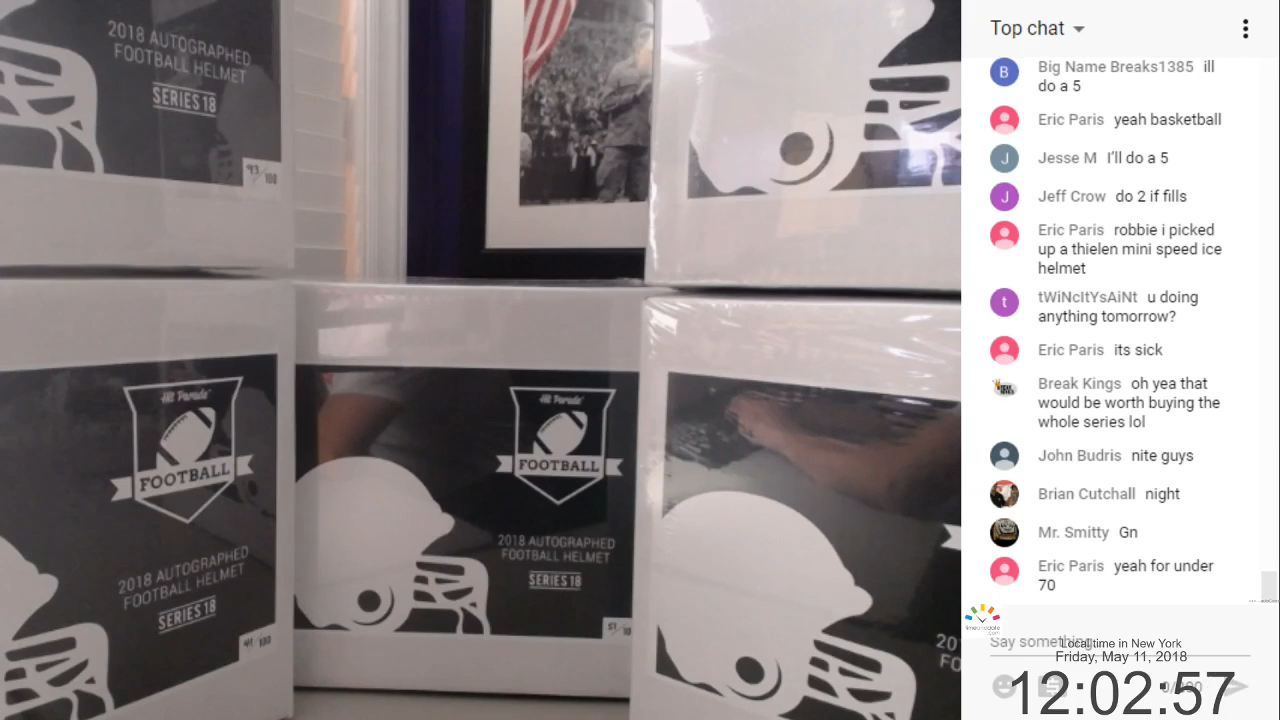 2018 AUTOGRAPHED
FOOTBALL HELMET
SERIES 18
Hit Parade
FOOTBALL
2018 AUTOGRAPHED
FOOTBALL HELMET
SERIES 18
Hit Parade
FOOTBALL
2018 AUTOGRAPHED
FOOTBALL HELMET
SERIES 18
Top chat
B
Big Name Breaks1385 ill
do a 5
Eric Paris yeah basketball
J
Jesse M I'll do a 5
J
Jeff Crow do 2 if fills
Eric Paris robbie i picked
up a thielen mini speed ice
helmet
t
tWiNcItYsAiNt u doing
anything tomorrow?
Eric Paris its sick
Break Kings oh yea that
would be worth buying the
whole series lol
John Budris nite guys
Brian Cutchall night
Mr. Smitty Gn
Eric Paris yeah for under
70
Say something...
Local time in New York
Friday, May 11, 2018
12:02:57